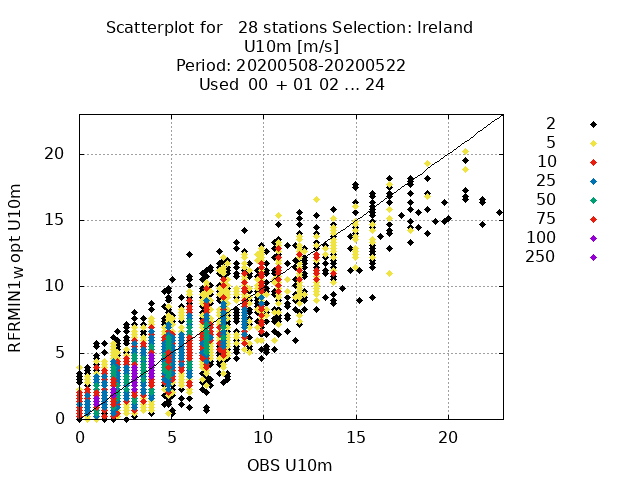 Scatterplot for 28 stations Selection: Ireland
U10m [m/s]
Period: 20200508-20200522
Used 00 + 01 02 ... 24
RFRMIN1w opt U10m
20
15
10
5
0
0 5 10 15 20
OBS U10m
2
5
10
25
50
75
100
250